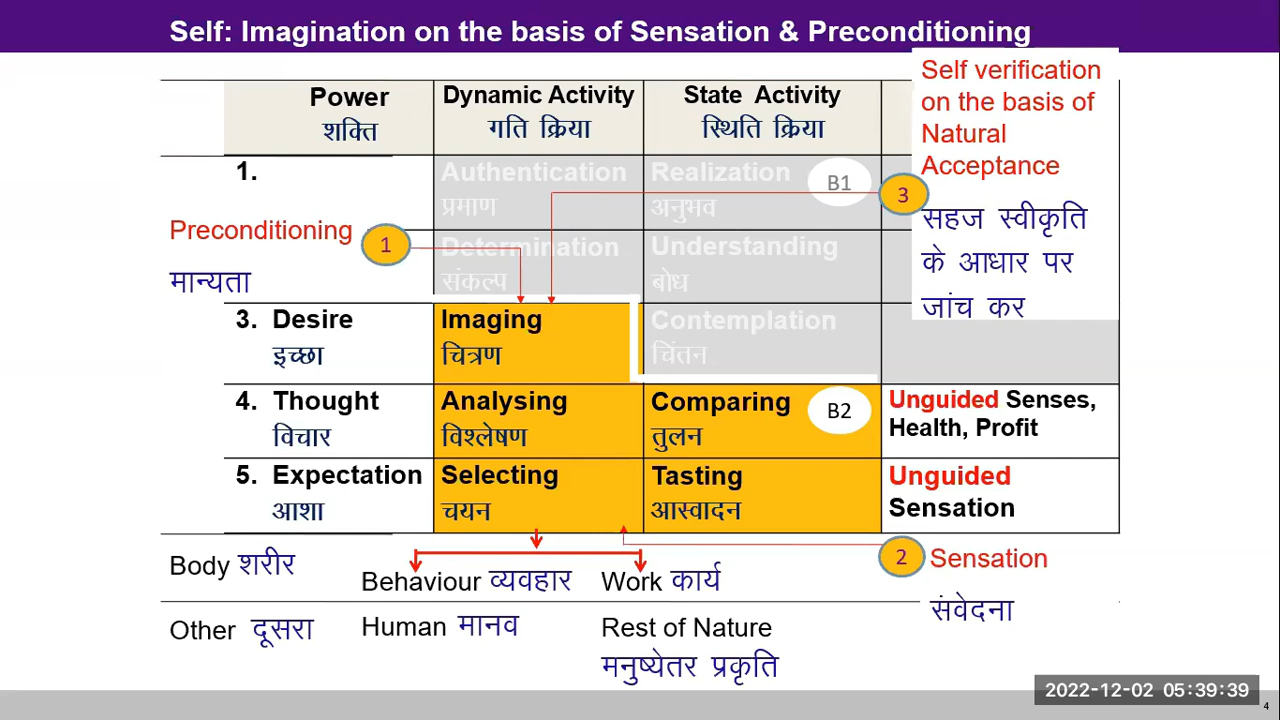 Self: Imagination on the basis of Sensation & Preconditioning
Self verification
on the basis of
Natural
Acceptance
सहज स्वीकृति
के आधार पर
जांच कर
3
Power
शक्ति
Dynamic Activity
गति क्रिया
State Activity
स्थिति क्रिया
1.
Authentication
प्रमाण
Realization
अनुभव
B1
Preconditioning
मान्यता
1
Determination
संकल्प
Understanding
बोध
3. Desire
इच्छा
Imaging
चित्रण
Contemplation
चिंतन
4. Thought
विचार
Analysing
विश्लेषण
Comparing
तुलन
B2
Unguided Senses,
Health, Profit
5. Expectation
आशा
Selecting
चयन
Tasting
आस्वादन
Unguided
Sensation
Body शरीर
Behaviour व्यवहार
Work कार्य
2
Sensation
संवेदना
Other दूसरा
Human मानव
Rest of Nature
मनुष्येतर प्रकृति
2022-12-02 05:39:39
4